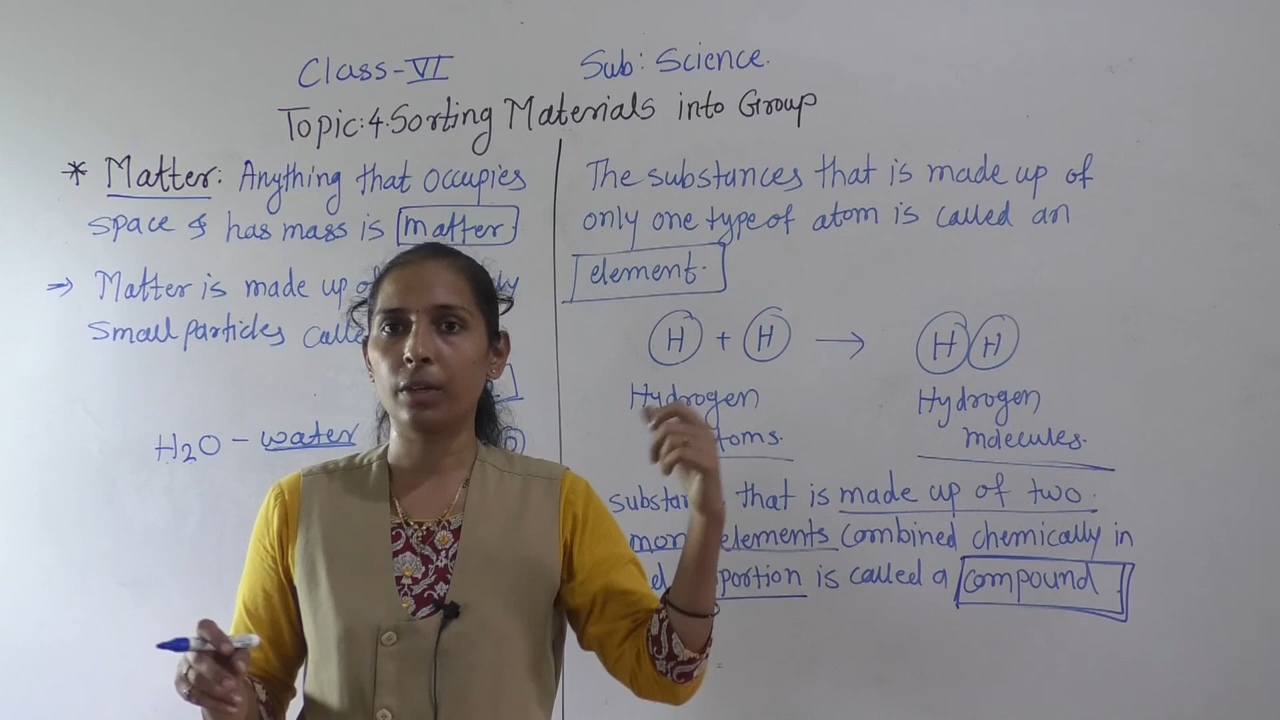 Class-VI Sub: Science.
Topic:4.Sorting Materials into Group
* Matter: Anything that occupies
space & has mass is matter
→ Matter is made up
small particles
H2O - water
The substances that is made up of
only one type of atom is called an
element.
H + H → H H
Hydrogen Hydrogen
molecules.
that is made up of two
elements combined chemically in
is called a compound.